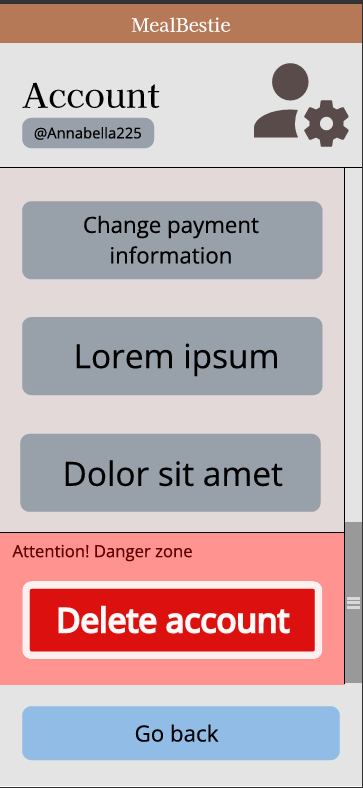 MealBestie
Account
@Annabella225
Change payment
information
Lorem ipsum
Dolor sit amet
Attention! Danger zone
Delete account
Go back